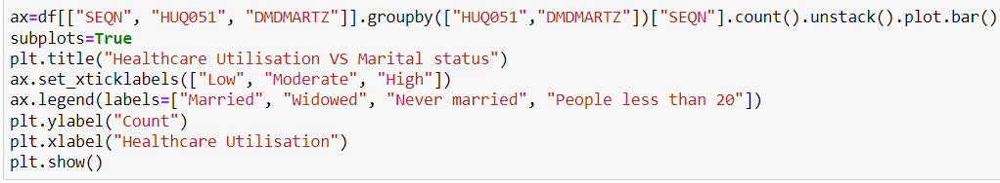 ax=df[["SEQN", "HUQ051", "DMDMARTZ"]].groupby(["HUQ051","DMDMARTZ"])["SEQN"].count().unstack().plot.bar()
subplots=True
plt.title("Healthcare Utilisation VS Marital status")
ax.set_xticklabels(["Low", "Moderate", "High"])
ax.legend(labels=["Married", "Widowed", "Never married", "People less than 20"])
plt.ylabel("Count")
plt.xlabel("Healthcare Utilisation")
plt.show()